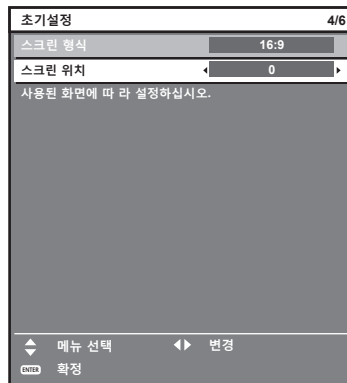 초기설정 4/6
스크린 형식 16:9
스크린 위치 0
사용된 화면에 따 라 설정하십시오.
메뉴 선택 변경
ENTER 확정